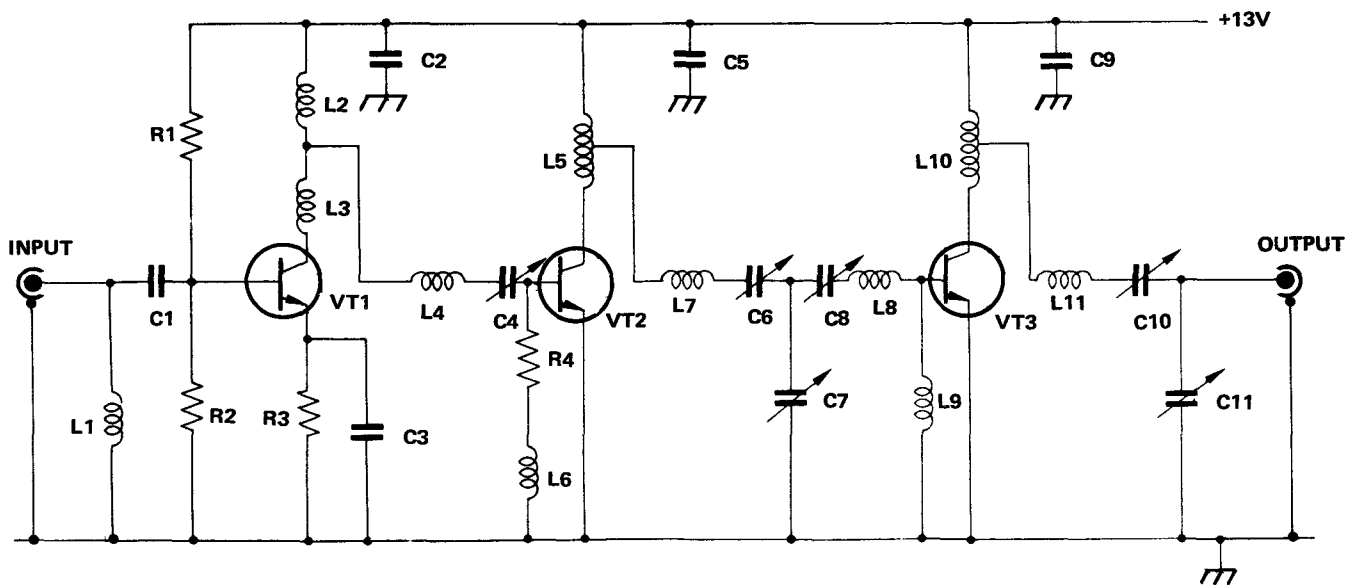 +13V
C2
C5
C9
L2
R1
L5
L10
L3
INPUT
OUTPUT
C1
VT1
L4
C4
VT2
L7
C6
C8
L8
VT3
L11
C10
R4
L1
R2
R3
C3
C7
L9
C11
L6